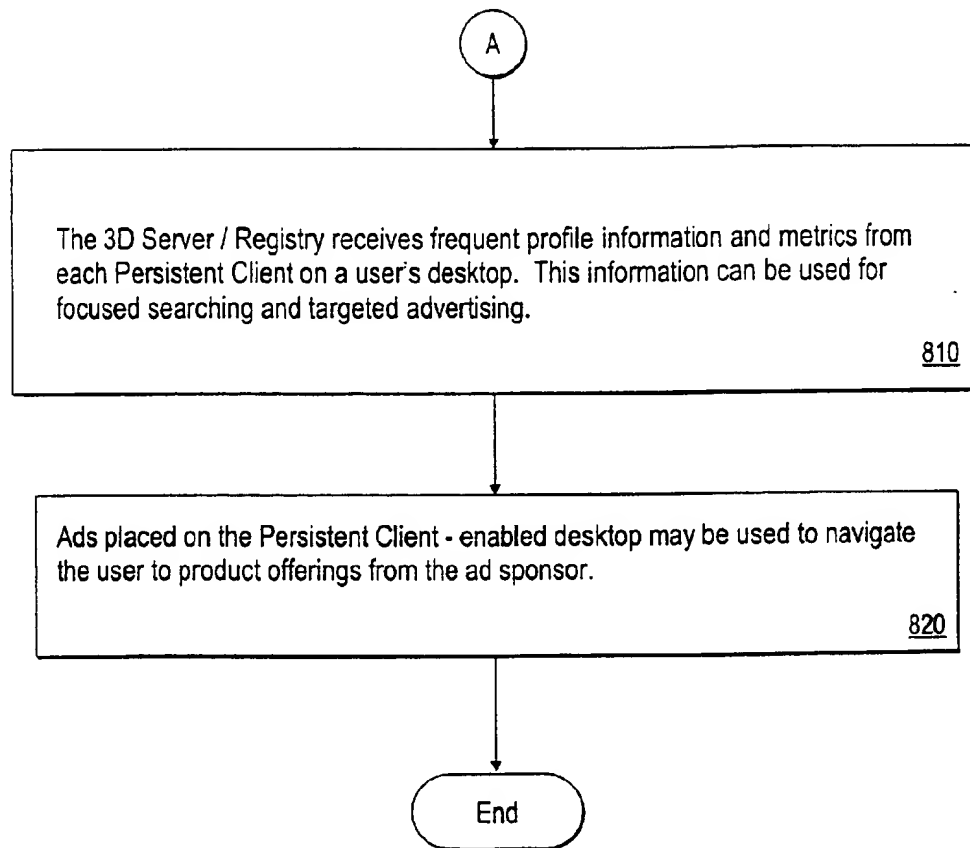 A
The 3D Server / Registry receives frequent profile information and metrics from
each Persistent Client on a user's desktop. This information can be used for
focused searching and targeted advertising.
810
Ads placed on the Persistent Client - enabled desktop may be used to navigate
the user to product offerings from the ad sponsor.
820
End